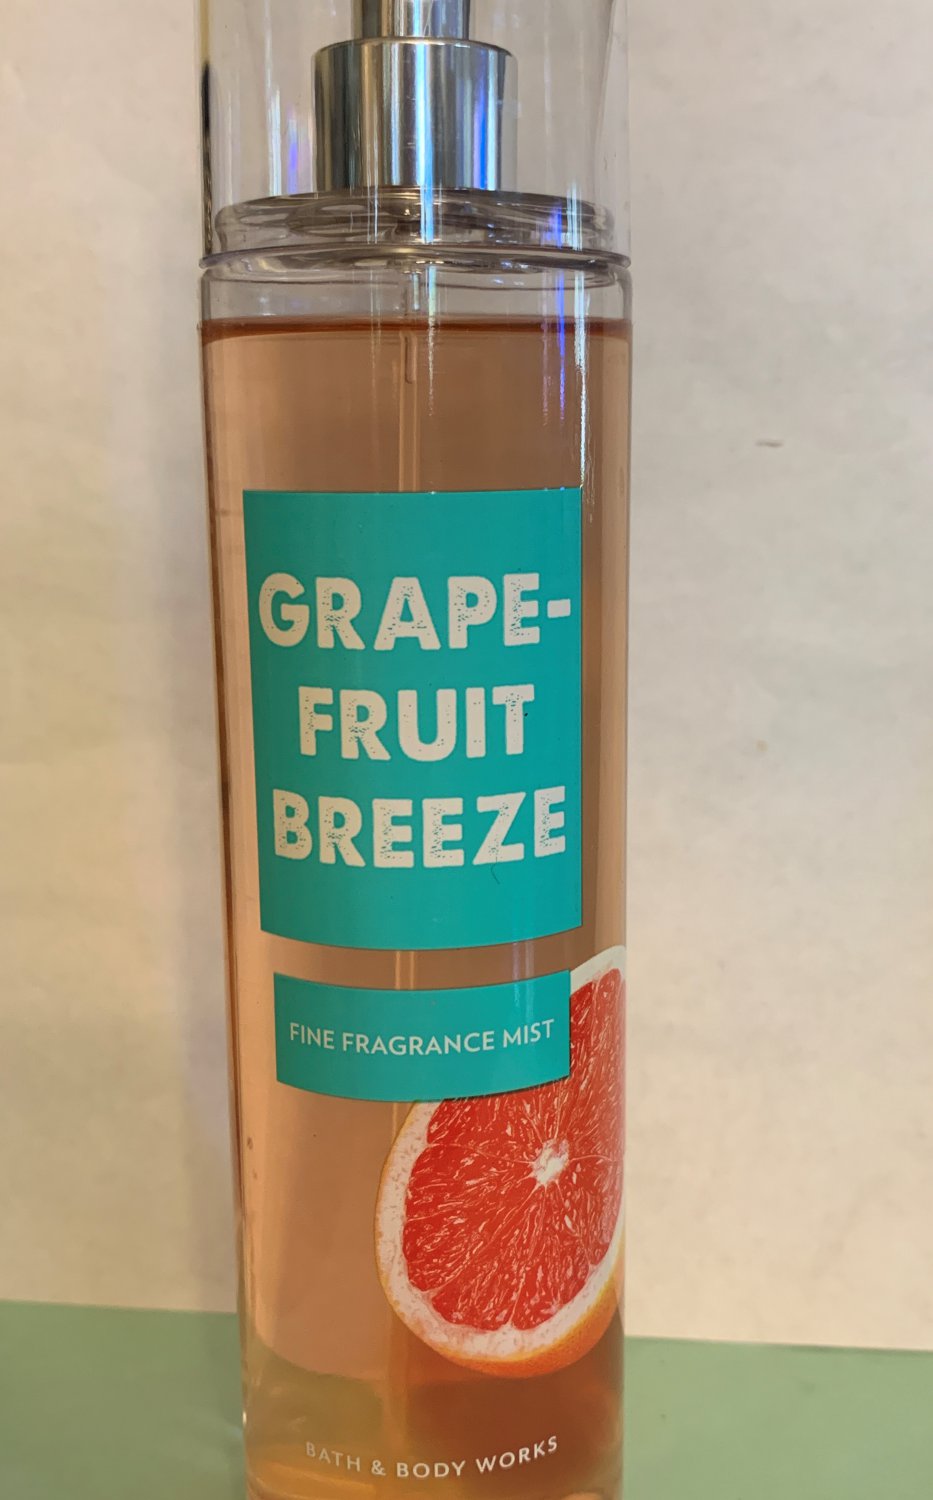 GRAPE-
FRUIT
BREEZE
FINE FRAGRANCE MIST
BATH & BODY WORKS